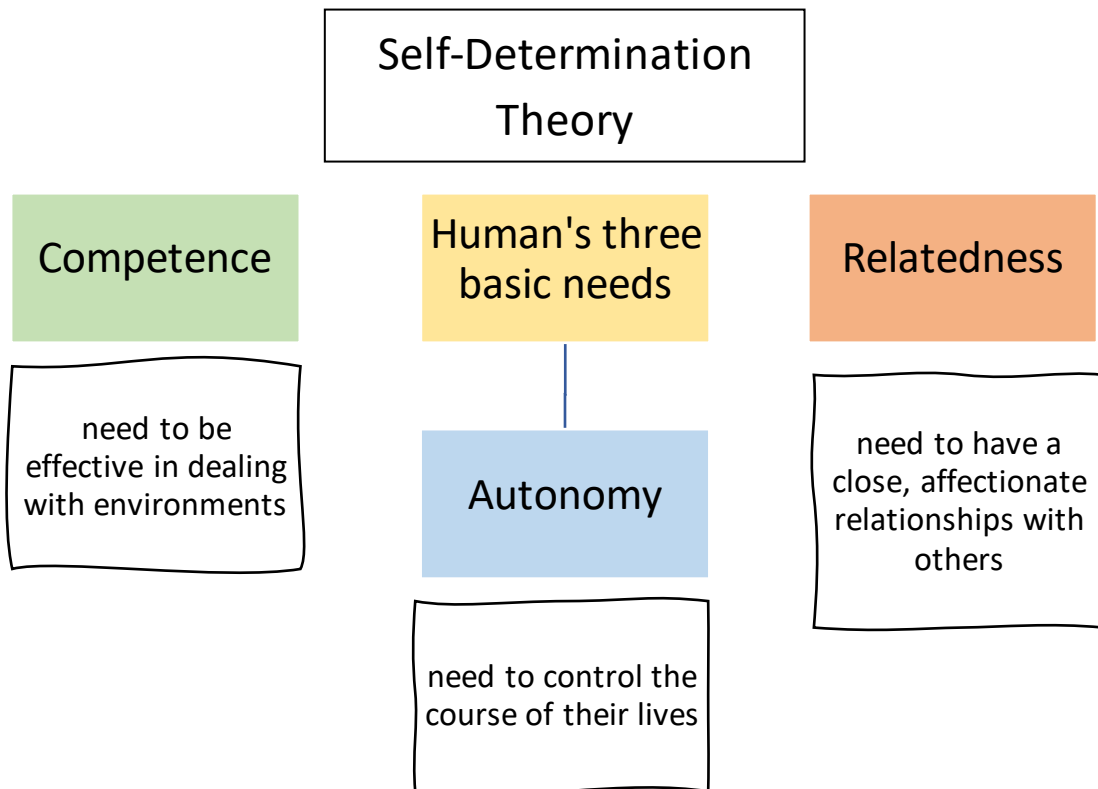 Self-Determination
Theory
Competence
Human's three
basic needs
Relatedness
need to be
effective in dealing
with environments
Autonomy
need to have a
close, affectionate
relationships with
others
need to control the
course of their lives